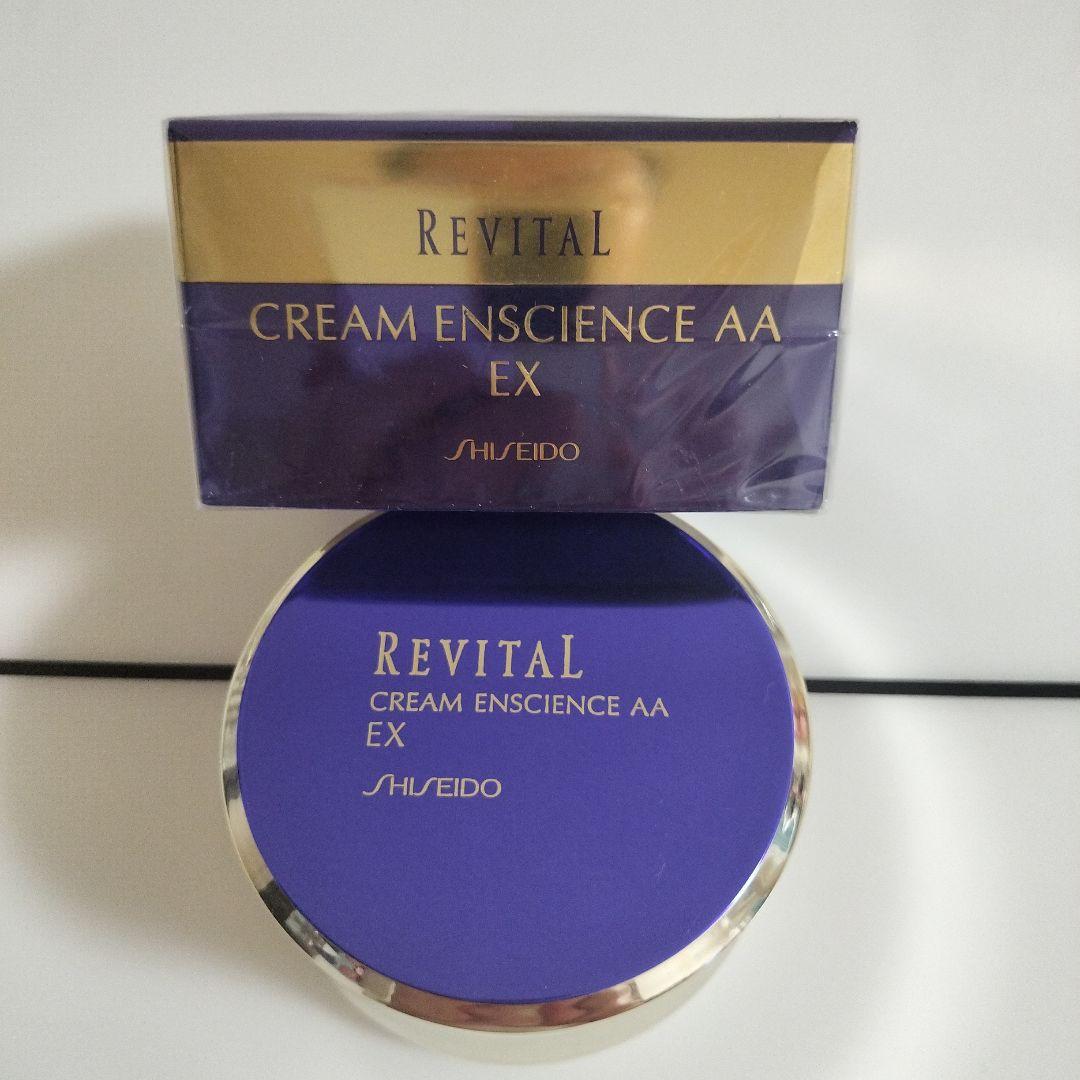 REVITAL
CREAM ENSCIENCE AA
EX
SHISEIDO
REVITAL
CREAM ENSCIENCE AA
EX
SHISEIDO